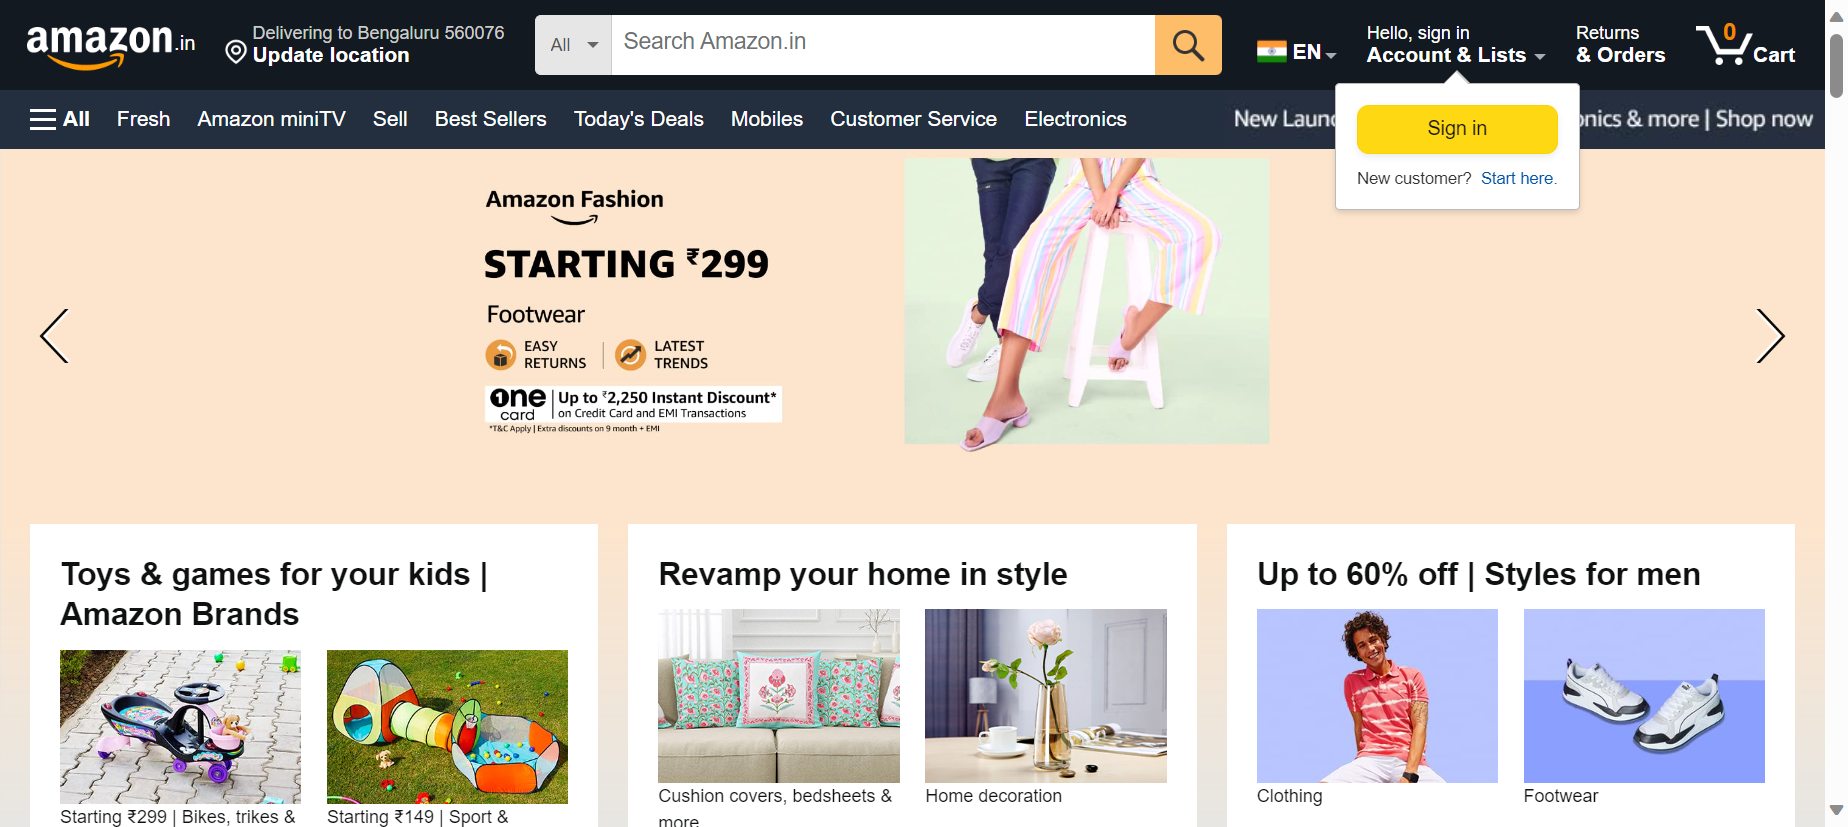 amazon.in
Delivering to Bengaluru 560076
Update location
All
Search Amazon.in
EN
Hello, sign in
Account & Lists
Returns
& Orders
0
Cart
All
Fresh
Amazon miniTV
Sell
Best Sellers
Today's Deals
Mobiles
Customer Service
Electronics
New Laun
onics & more | Shop now
Sign in
New customer? Start here.
Amazon Fashion
STARTING ₹299
Footwear
EASY
RETURNS
LATEST
TRENDS
one
card
Up to ₹2,250 Instant Discount*
on Credit Card and EMI Transactions
*T&C Apply | Extra discounts on 9 month + EMI
Toys & games for your kids |
Amazon Brands
Starting ₹299 | Bikes, trikes &
Starting ₹149 | Sport &
Revamp your home in style
Cushion covers, bedsheets &
more
Home decoration
Up to 60% off | Styles for men
Clothing
Footwear